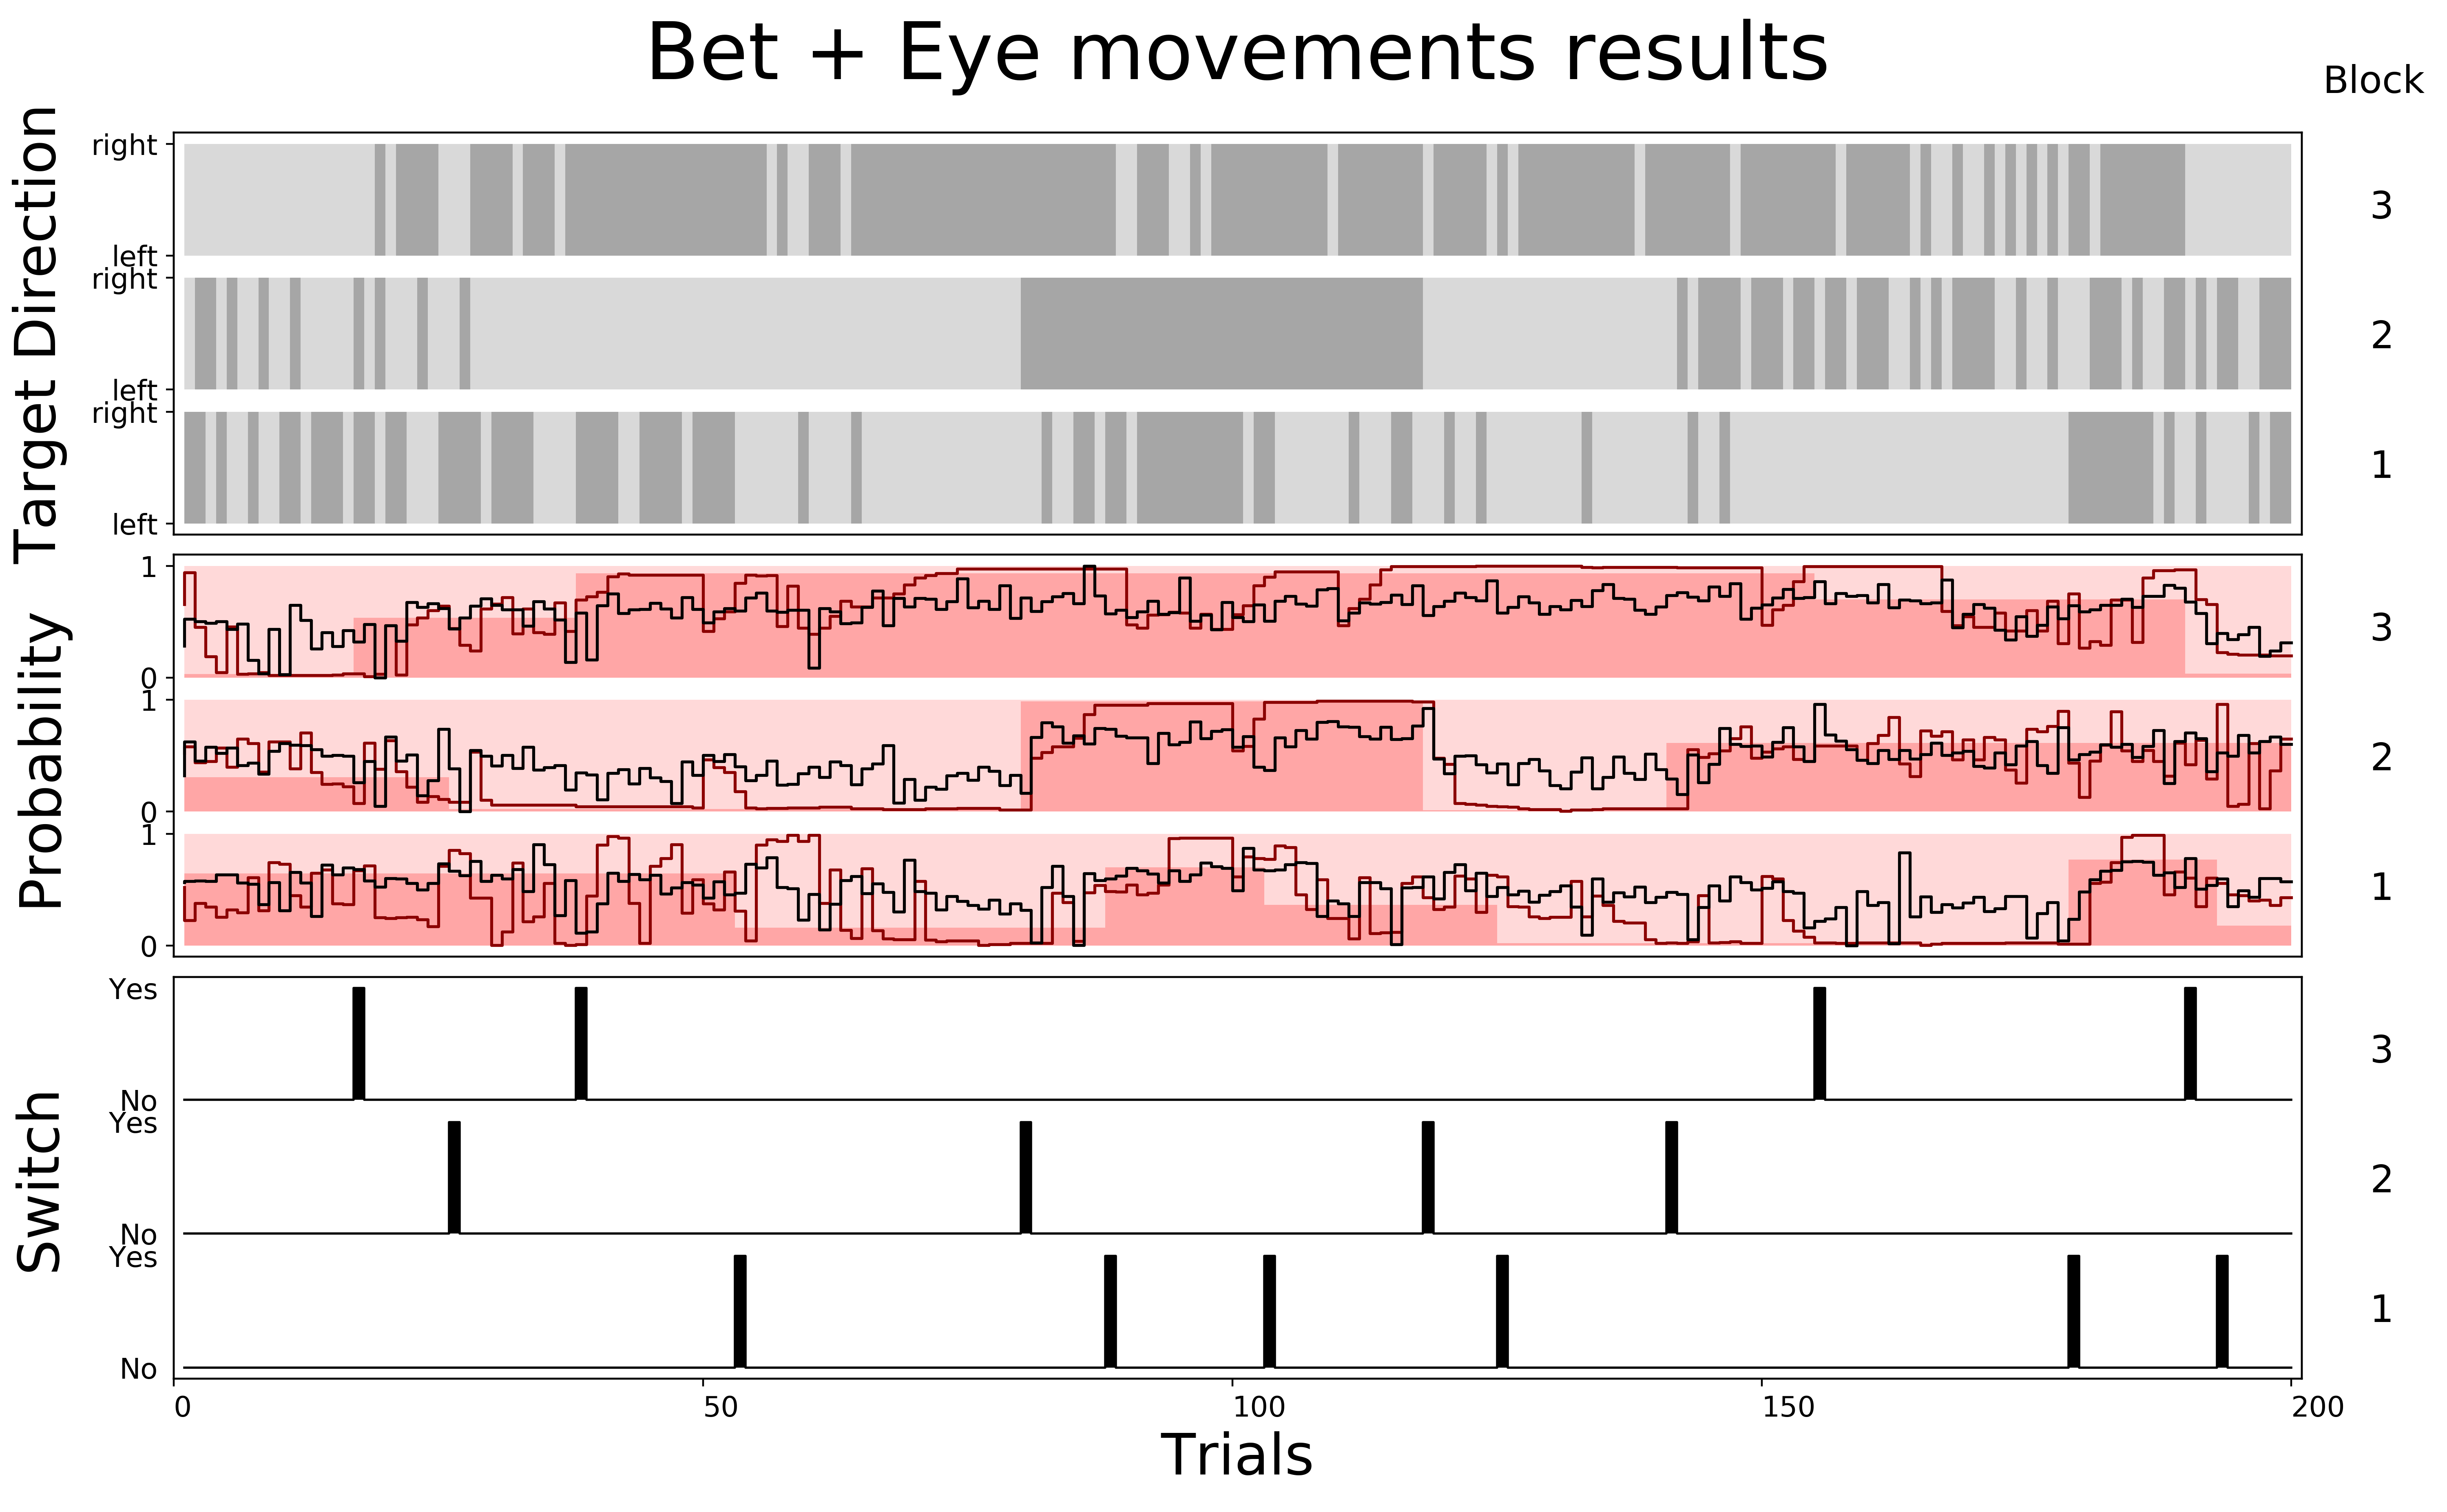 Bet + Eye movements results
Block
Target Direction
right
left
3
right
left
2
right
left
1
Probability
1
0
3
1
0
2
1
0
1
Switch
Yes
No
3
Yes
No
2
Yes
No
1
0 50 100 150 200
Trials